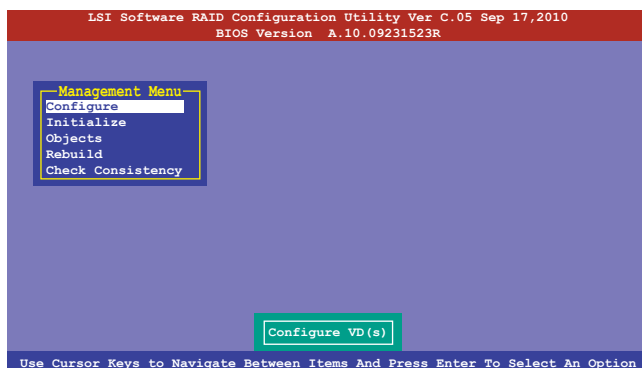 LSI Software RAID Configuration Utility Ver C.05 Sep 17,2010
BIOS Version A.10.09231523R
Management Menu
Configure
Initialize
Objects
Rebuild
Check Consistency
Configure VD(s)
Use Cursor Keys to Navigate Between Items And Press Enter To Select An Option